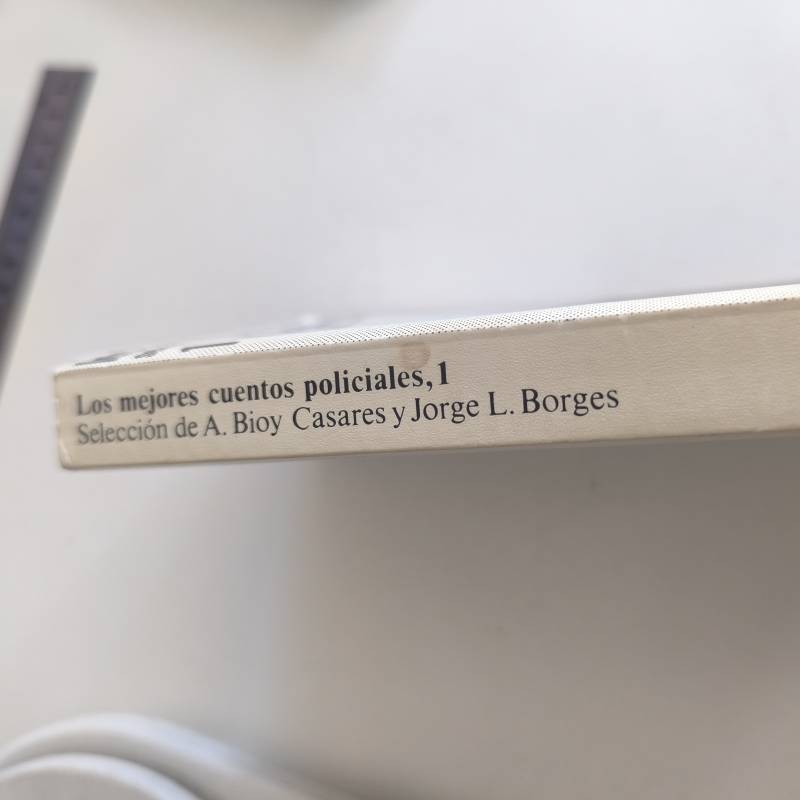 Los mejores cuentos policiales, 1
Selección de A. Bioy Casares y Jorge L. Borges